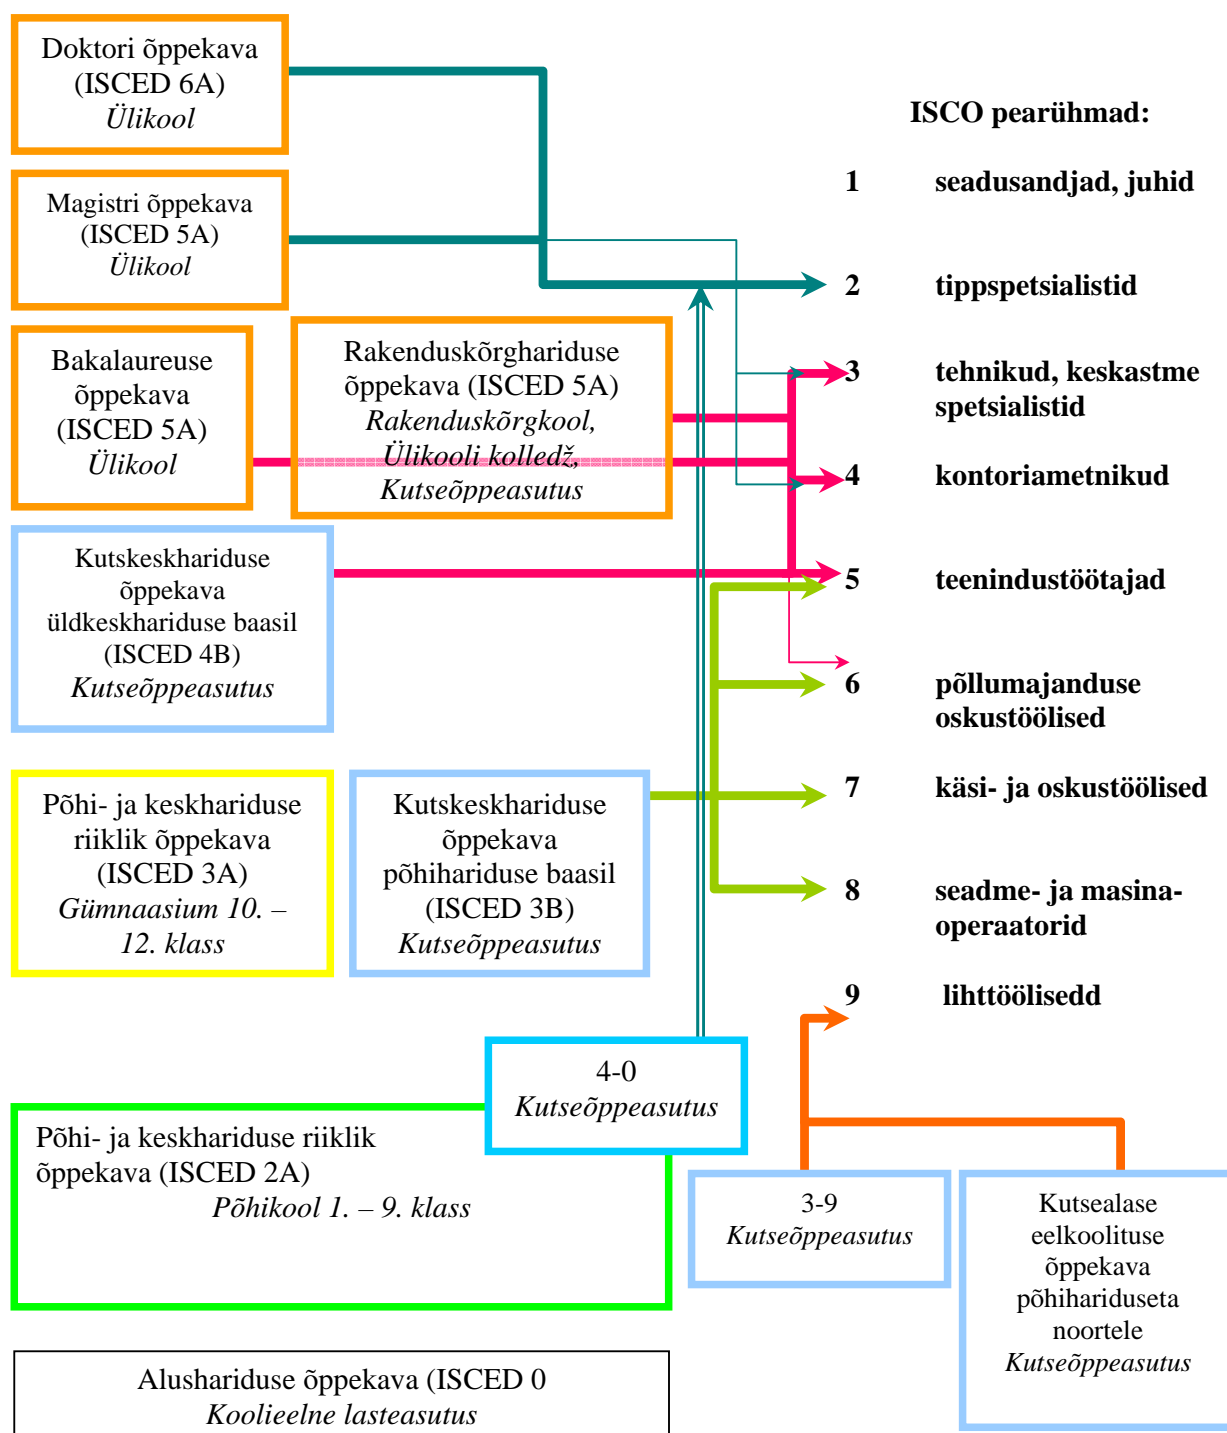 Doktori õppekava
(ISCED 6A)
Ülikool
Magistri õppekava
(ISCED 5A)
Ülikool
Bakalaureuse
õppekava
(ISCED 5A)
Ülikool
Rakenduskõrghariduse
õppekava (ISCED 5A)
Rakenduskõrgkool,
Ülikooli kolledž,
Kutseõppeasutus
Kutskeskhariduse
õppekava
üldkeskhariduse baasil
(ISCED 4B)
Kutseõppeasutus
Põhi- ja keskhariduse
riiklik õppekava
(ISCED 3A)
Gümnaasium 10. –
12. klass
Kutskeskhariduse
õppekava
põhihariduse baasil
(ISCED 3B)
Kutseõppeasutus
4-0
Kutseõppeasutus
Põhi- ja keskhariduse riiklik
õppekava (ISCED 2A)
Põhikool 1. – 9. klass
Alushariduse õppekava (ISCED 0
Koolieelne lasteasutus
ISCO pearühmad:
1 seadusandjad, juhid
2 tippspetsialistid
3 tehnikud, keskastme
spetsialistid
4 kontoriametnikud
5 teenindustöötajad
6 põllumajanduse
oskustöölised
7 käsi- ja oskustöölised
8 seadme- ja masina-
operaatorid
9 lihttöölisedd
3-9
Kutseõppeasutus
Kutsealase
eelkoolituse
õppekava
põhihariduseta
noortele
Kutseõppeasutus